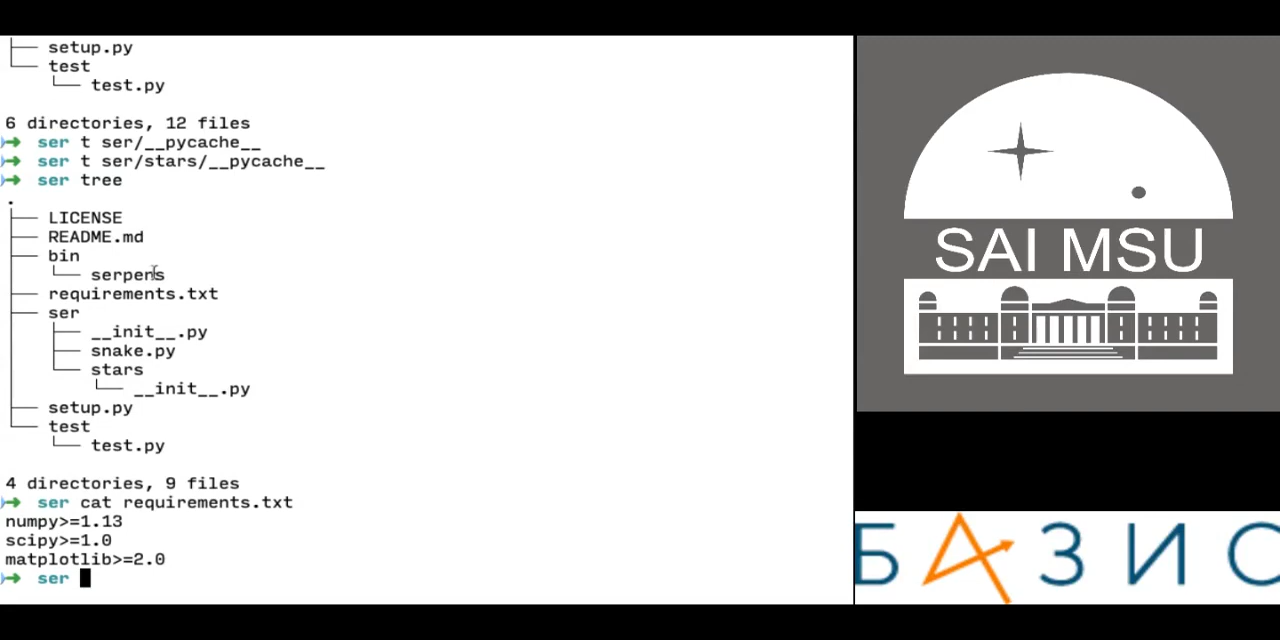 ├── setup.py
└── test
    └── test.py
6 directories, 12 files
➜ ser t ser/__pycache__
➜ ser t ser/stars/__pycache__
➜ ser tree
.
├── LICENSE
├── README.md
├── bin
│   └── serpens
├── requirements.txt
├── ser
│   ├── __init__.py
│   ├── snake.py
│   └── stars
│       └── __init__.py
├── setup.py
└── test
    └── test.py
4 directories, 9 files
➜ ser cat requirements.txt
numpy>=1.13
scipy>=1.0
matplotlib>=2.0
➜ ser
SAI MSU
БАЗИС